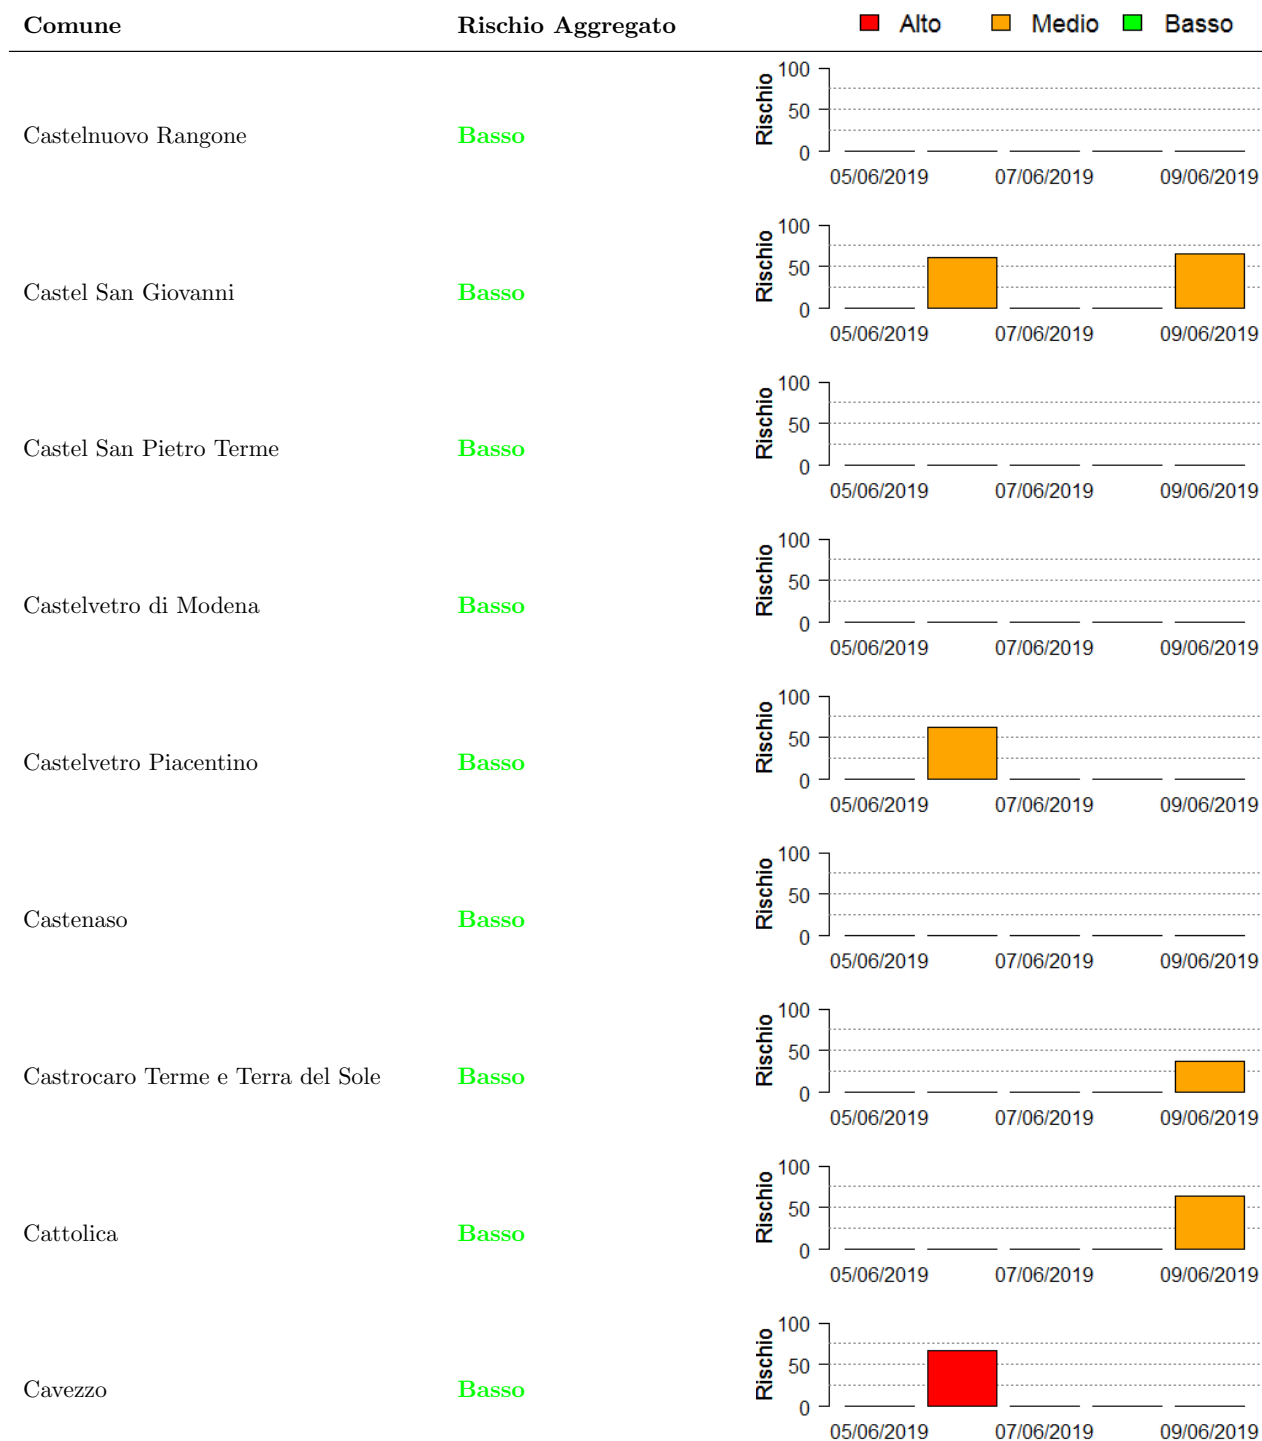 Comune Rischio Aggregato Alto Medio Basso
Castelnuovo Rangone Basso Rischio
100
50
0
05/06/2019 07/06/2019 09/06/2019
Castel San Giovanni Basso Rischio
100
50
0
05/06/2019 07/06/2019 09/06/2019
Castel San Pietro Terme Basso Rischio
100
50
0
05/06/2019 07/06/2019 09/06/2019
Castelvetro di Modena Basso Rischio
100
50
0
05/06/2019 07/06/2019 09/06/2019
Castelvetro Piacentino Basso Rischio
100
50
0
05/06/2019 07/06/2019 09/06/2019
Castenaso Basso Rischio
100
50
0
05/06/2019 07/06/2019 09/06/2019
Castrocaro Terme e Terra del Sole Basso Rischio
100
50
0
05/06/2019 07/06/2019 09/06/2019
Cattolica Basso Rischio
100
50
0
05/06/2019 07/06/2019 09/06/2019
Cavezzo Basso Rischio
100
50
0
05/06/2019 07/06/2019 09/06/2019